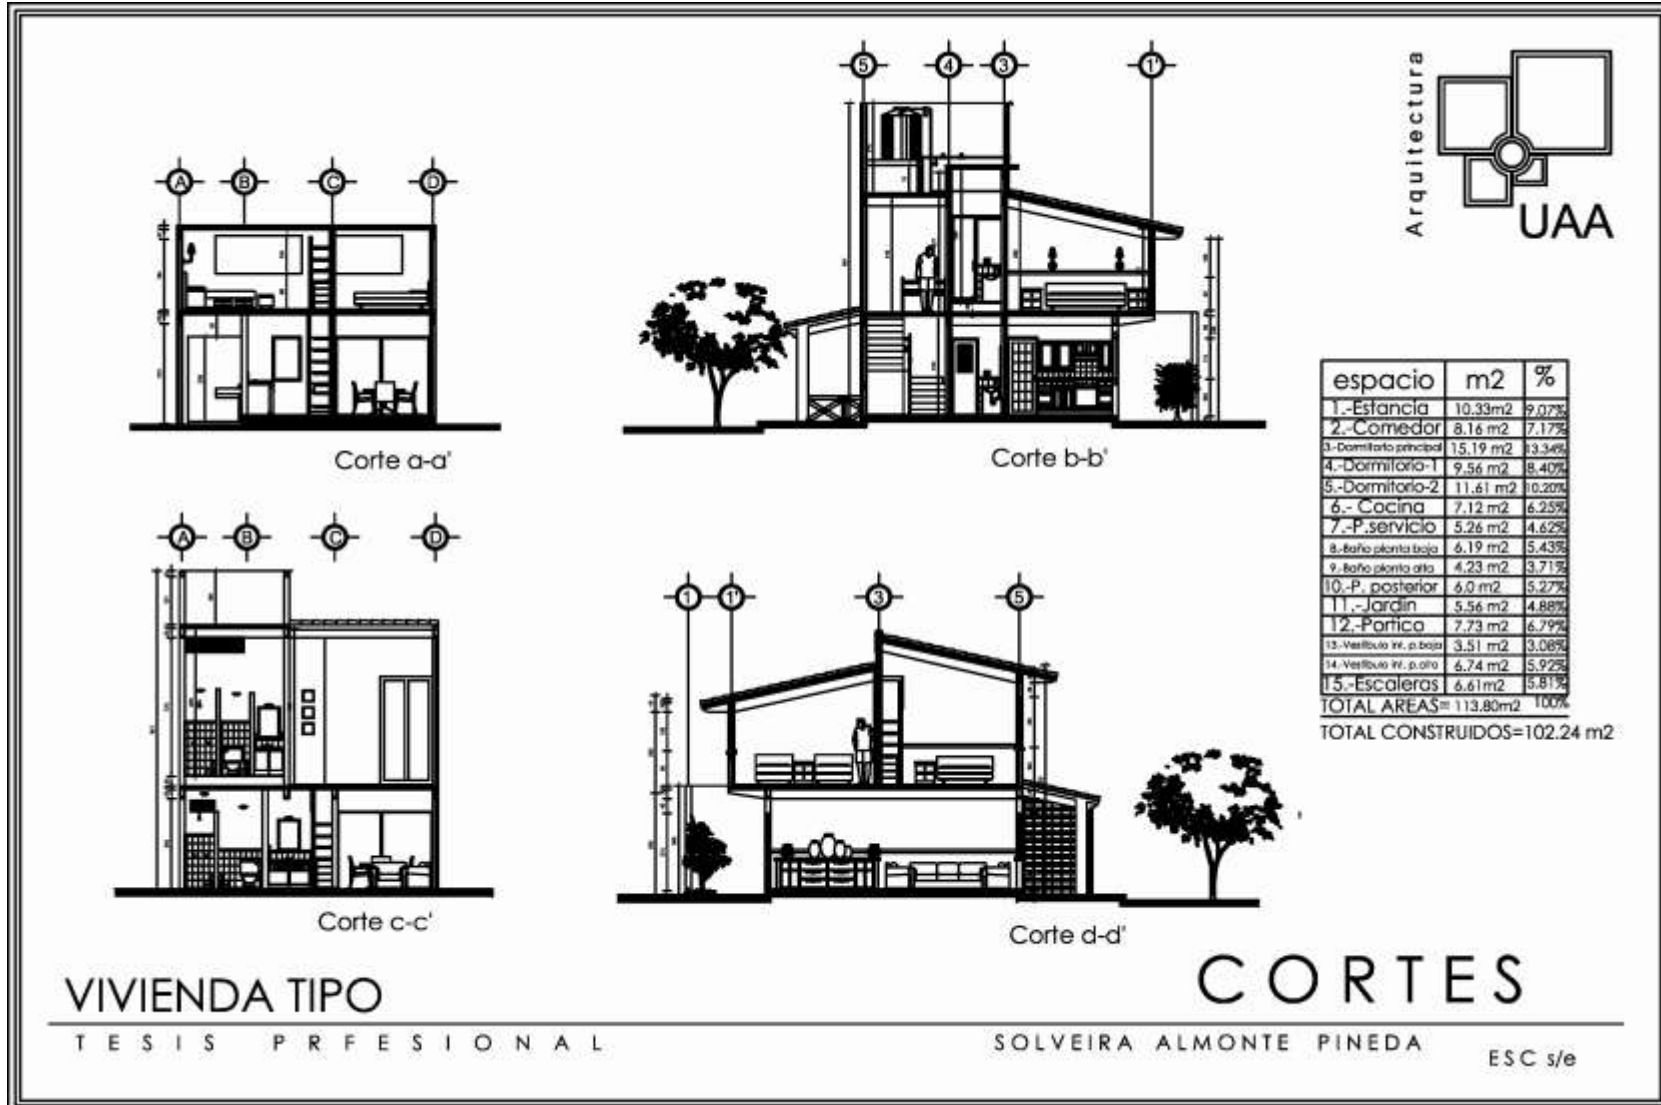 5 4 3 1'
Arquitectura
UAA
A B C D
Corte a-a'
Corte b-b'
espacio m2 %
1.-Estancia 10.33m2 9.07%
2.-Comedor 8.16 m2 7.17%
3.-Dormitorio principal 15.19 m2 13.34%
4.-Dormitorio-1 9.56 m2 8.40%
5.-Dormitorio-2 11.61 m2 10.20%
6.- Cocina 7.12 m2 6.25%
7.-P.servicio 5.26 m2 4.62%
8.-Baño planta baja 6.19 m2 5.43%
9.-Baño planta alta 4.23 m2 3.71%
10.-P. posterior 6.0 m2 5.27%
11.-Jardín 5.56 m2 4.88%
12.-Portico 7.73 m2 6.79%
13.-Vestibulo int. p.baja 3.51 m2 3.08%
14.-Vestibulo int. p.alta 6.74 m2 5.92%
15.-Escaleras 6.61m2 5.81%
TOTAL AREAS= 113.80m2 100%
TOTAL CONSTRUIDOS=102.24 m2
A B C D
1 1' 3 5
Corte c-c'
Corte d-d'
VIVIENDA TIPO
CORTES
TESIS PRFESIONAL
SOLVEIRA ALMONTE PINEDA
ESC s/e